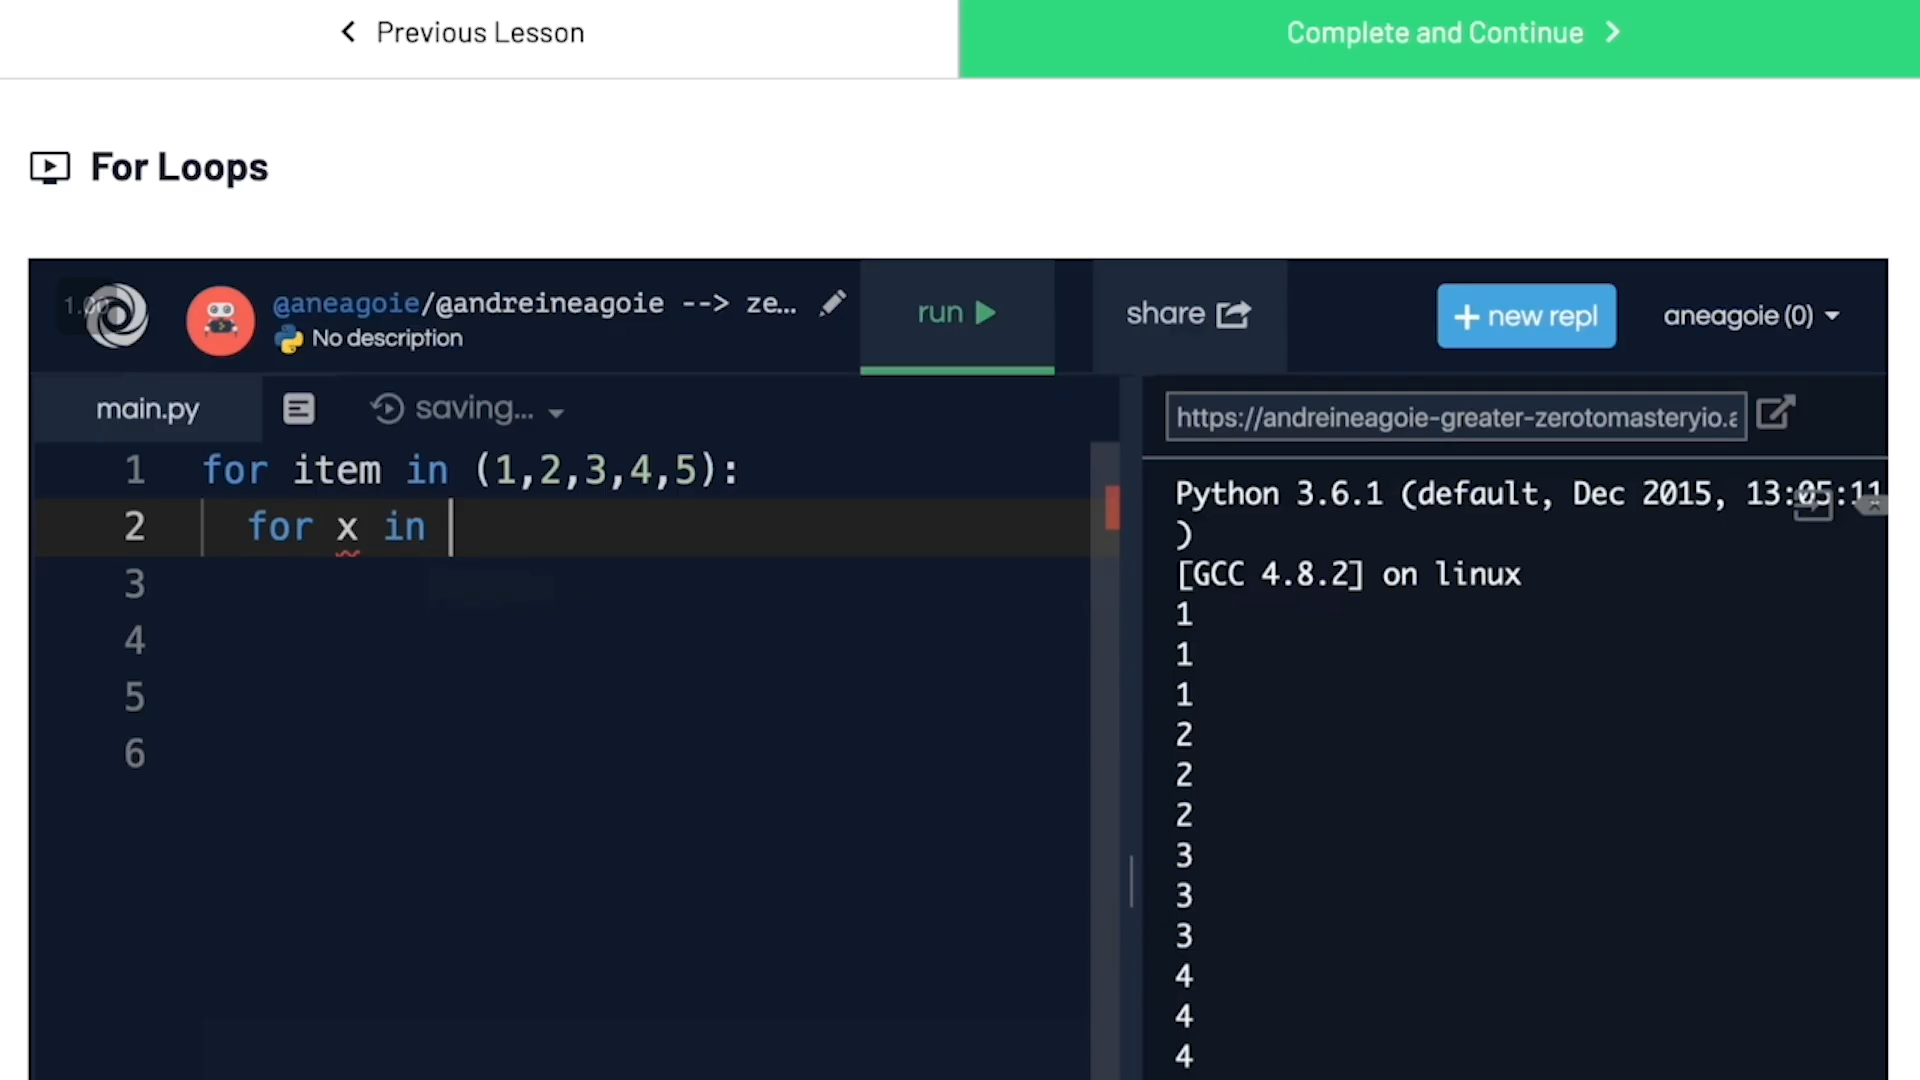 Previous Lesson
Complete and Continue
For Loops
1.00
@aneagoie/@andreineagoie --> ze...
No description
run
share
+ new repl
aneagoie (0)
main.py
saving...
https://andreineagoie-greater-zerotomasteryio.a
1 for item in (1,2,3,4,5):
2 for x in
3
4
5
6
Python 3.6.1 (default, Dec 2015, 13:05:11
)
[GCC 4.8.2] on linux
1
1
1
2
2
2
3
3
3
4
4
4